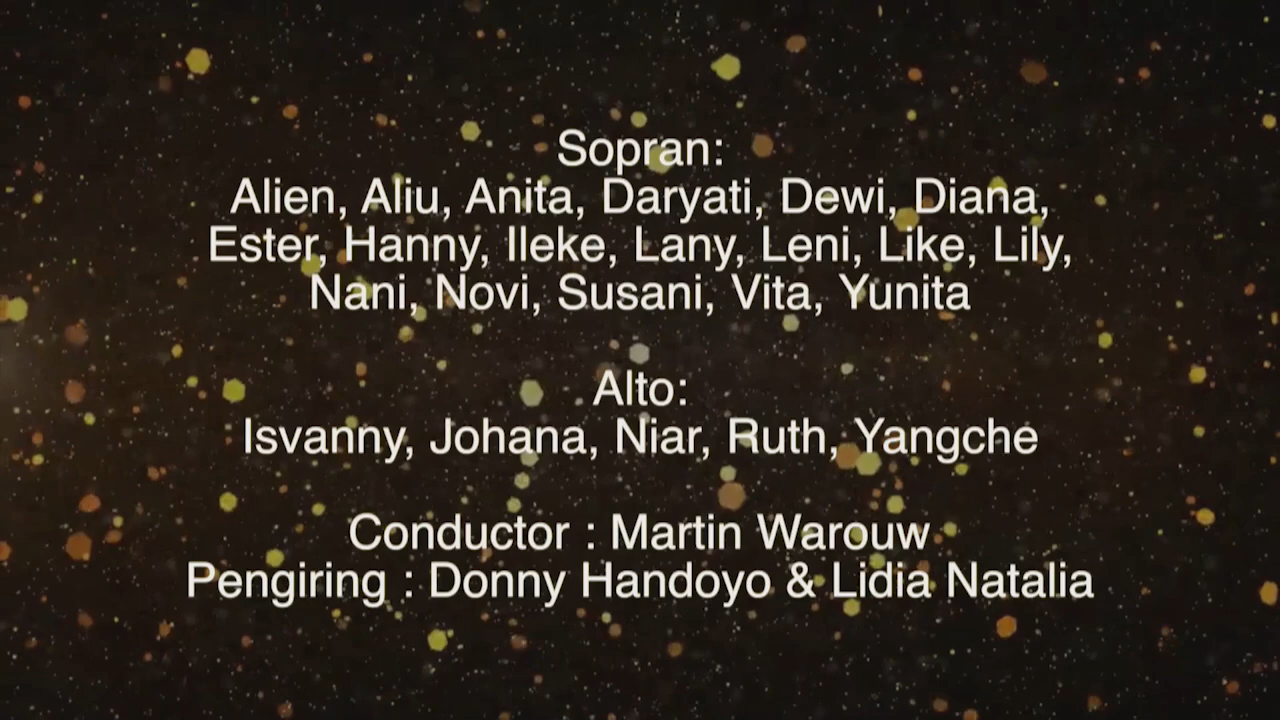 Sopran:
Alien, Aliu, Anita, Daryati, Dewi, Diana,
Ester, Hanny, Ileke, Lany, Leni, Like, Lily,
Nani, Novi, Susani, Vita, Yunita
Alto:
Isvanny, Johana, Niar, Ruth, Yangche
Conductor : Martin Warouw
Pengiring : Donny Handoyo & Lidia Natalia